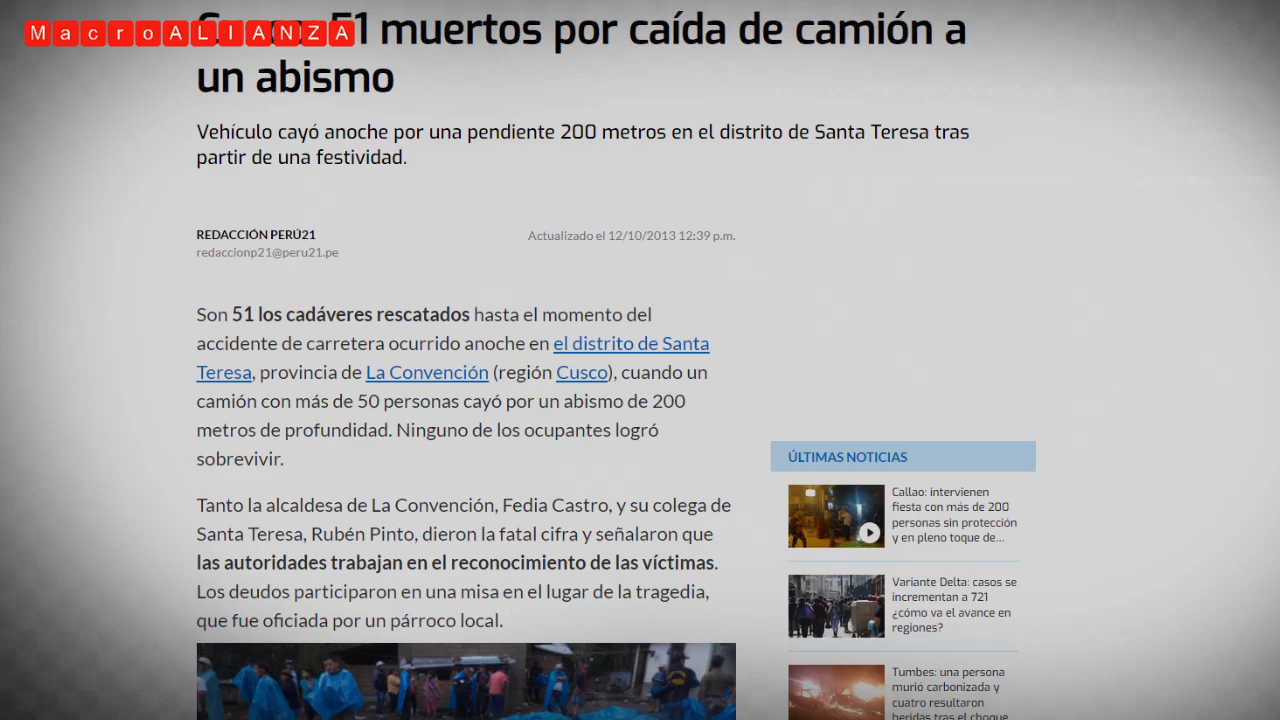 MacroALIANZA
51 muertos por caída de camión a
un abismo
Vehículo cayó anoche por una pendiente 200 metros en el distrito de Santa Teresa tras
partir de una festividad.
REDACCIÓN PERÚ21
redaccionp21@peru21.pe
Actualizado el 12/10/2013 12:39 p.m.
Son 51 los cadáveres rescatados hasta el momento del
accidente de carretera ocurrido anoche en el distrito de Santa
Teresa, provincia de La Convención (región Cusco), cuando un
camión con más de 50 personas cayó por un abismo de 200
metros de profundidad. Ninguno de los ocupantes logró
sobrevivir.
Tanto la alcaldesa de La Convención, Fedia Castro, y su colega de
Santa Teresa, Rubén Pinto, dieron la fatal cifra y señalaron que
las autoridades trabajan en el reconocimiento de las víctimas.
Los deudos participaron en una misa en el lugar de la tragedia,
que fue oficiada por un párroco local.
ÚLTIMAS NOTICIAS
Callao: intervienen
fiesta con más de 200
personas sin protección
y en pleno toque de...
Variante Delta: casos se
incrementan a 721
¿cómo va el avance en
regiones?
Tumbes: una persona
murió carbonizada y
cuatro resultaron
heridas tras el choque